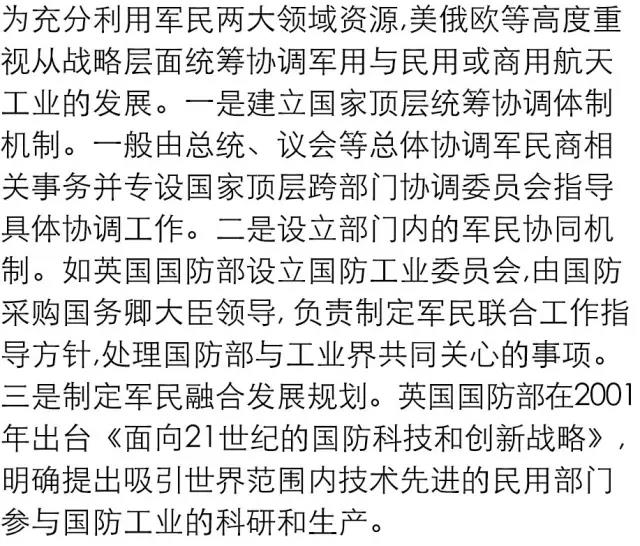 为充分利用军民两大领域资源,美俄欧等高度重
视从战略层面统筹协调军用与民用或商用航天
工业的发展。一是建立国家顶层统筹协调体制
机制。一般由总统、议会等总体协调军民商相
关事务并专设国家顶层跨部门协调委员会指导
具体协调工作。二是设立部门内的军民协同机
制。如英国国防部设立国防工业委员会,由国防
采购国务卿大臣领导, 负责制定军民联合工作指
导方针,处理国防部与工业界共同关心的事项。
三是制定军民融合发展规划。英国国防部在2001
年出台《面向21世纪的国防科技和创新战略》,
明确提出吸引世界范围内技术先进的民用部门
参与国防工业的科研和生产。